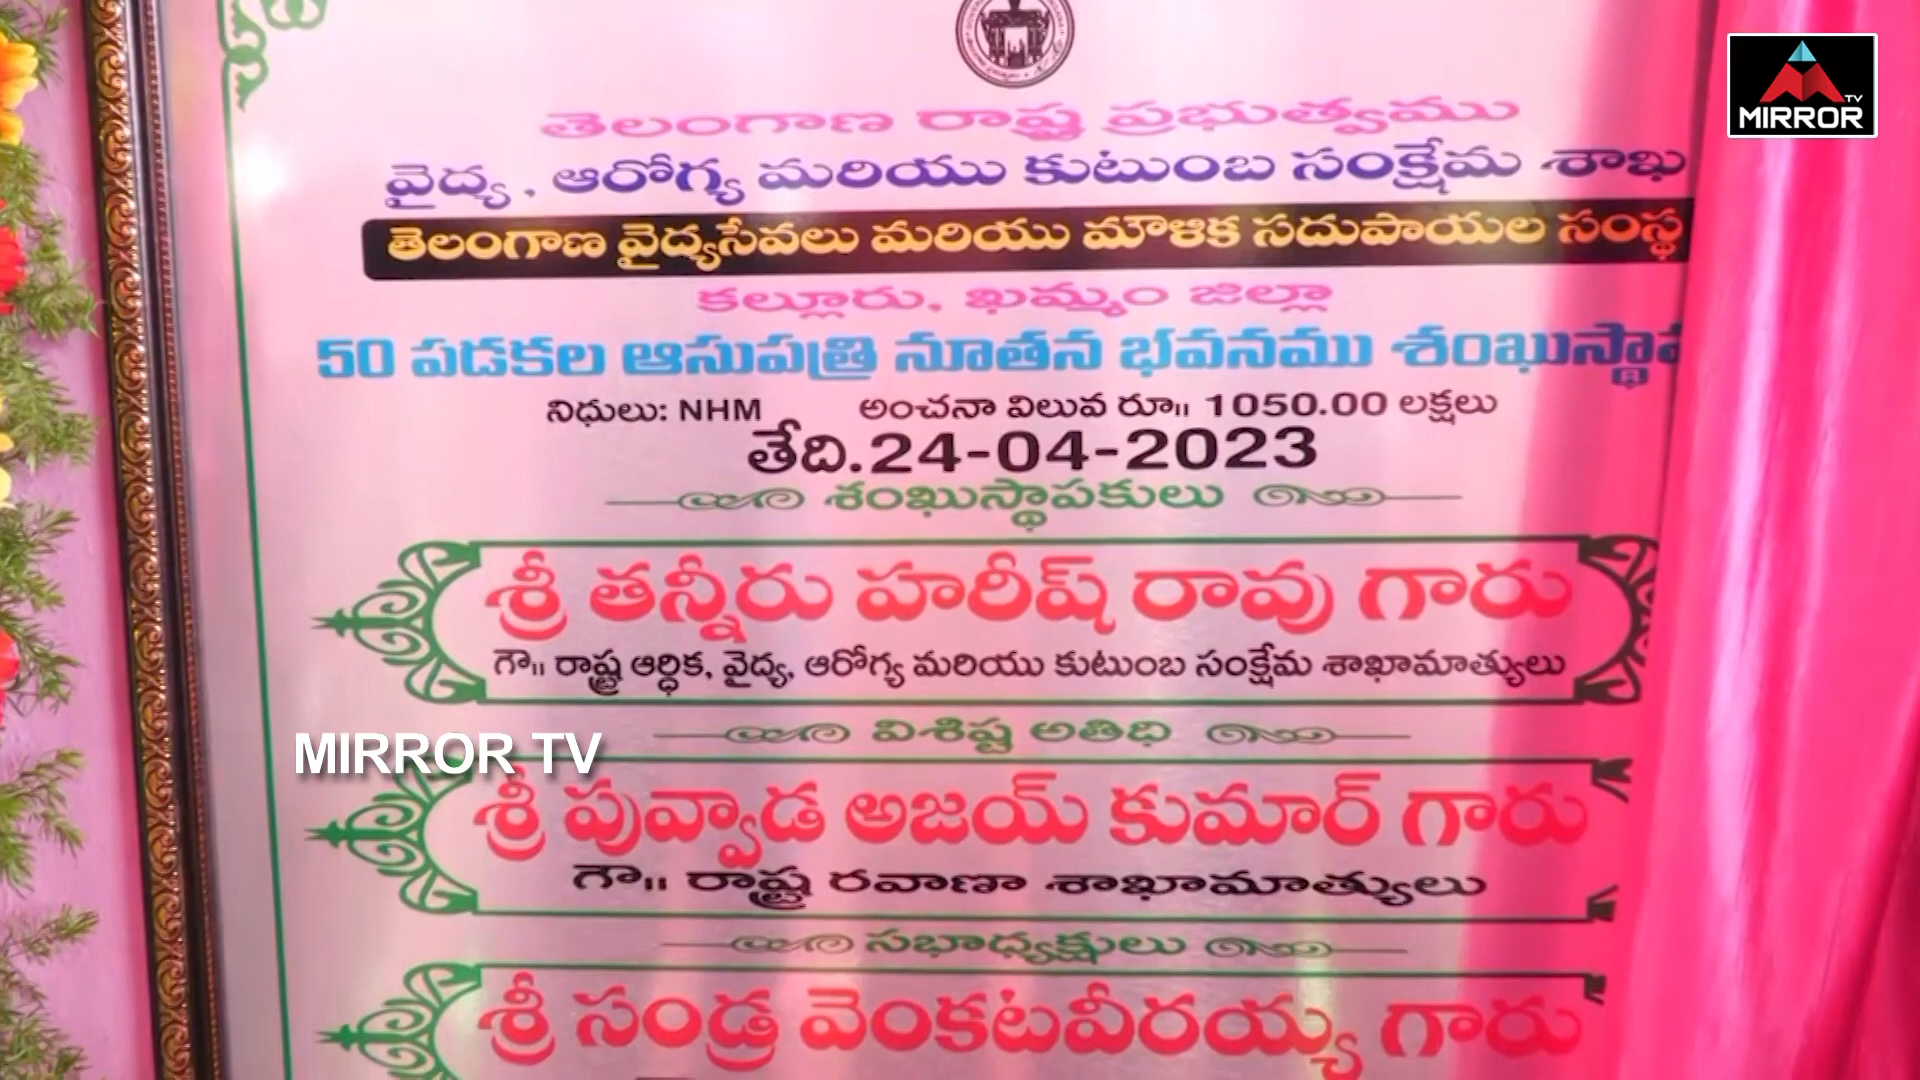 MIRROR TV
తెలంగాణ రాష్ట్ర ప్రభుత్వము
వైద్య, ఆరోగ్య మరియు కుటుంబ సంక్షేమ శాఖ
తెలంగాణ వైద్యసేవలు మరియు మౌళిక సదుపాయల సంస్థ
కల్లూరు, ఖమ్మం జిల్లా
50 పడకల ఆసుపత్రి నూతన భవనము
నిధులు: NHM అంచనా విలువ రూ॥ 1050.00 లక్షలు
తేది.24-04-2023
శంఖుస్థాపకులు
శ్రీ తన్నీరు హరీష్ రావు గారు
గౌ॥ రాష్ట్ర ఆర్ధిక, వైద్య, ఆరోగ్య మరియు కుటుంబ సంక్షేమ శాఖామాత్యులు
విశిష్ట అతిధి
MIRROR TV
శ్రీ పువ్వాడ అజయ్ కుమార్ గారు
గౌ॥ రాష్ట్ర రవాణా శాఖామాత్యులు
సభాధ్యక్షులు
శ్రీ సండ్ర వెంకటవీరయ్య గారు